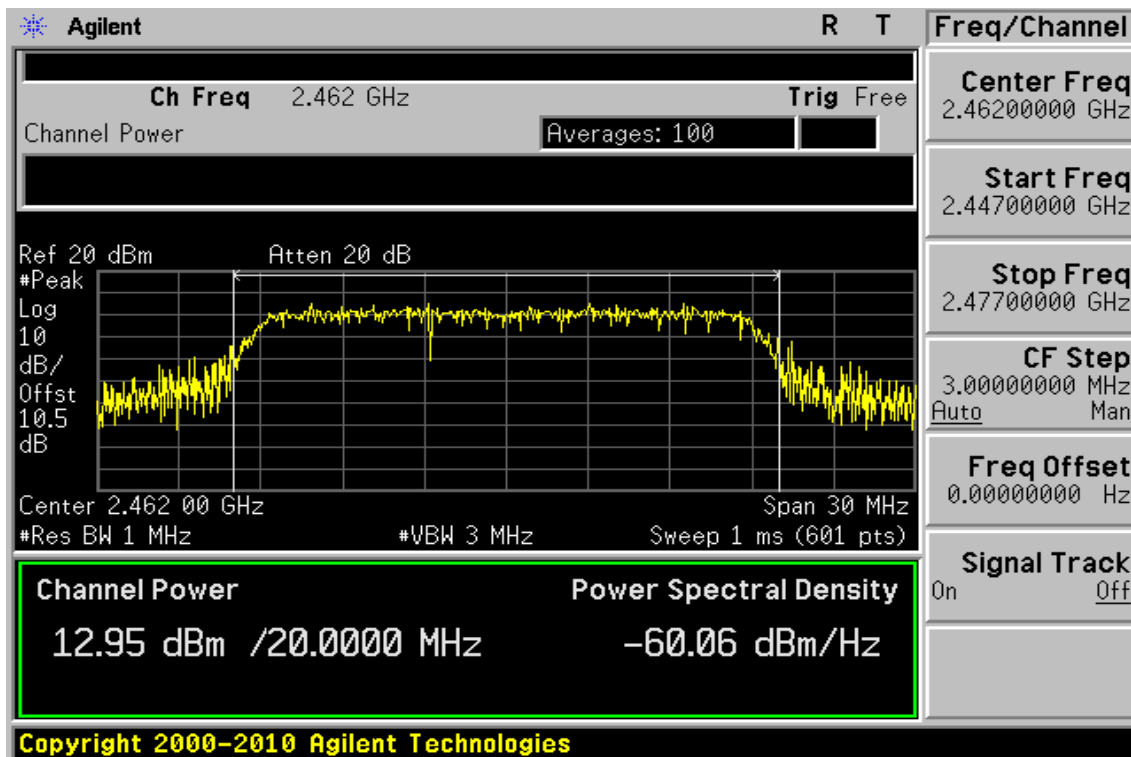 Agilent R T
Freq/Channel
Ch Freq 2.462 GHz Trig Free
Channel Power
Averages: 100
Ref 20 dBm Atten 20 dB
#Peak
Log
10
dB/
Offst
10.5
dB
Center 2.462 00 GHz Span 30 MHz
#Res BW 1 MHz #VBW 3 MHz Sweep 1 ms (601 pts)
Channel Power Power Spectral Density
12.95 dBm /20.0000 MHz -60.06 dBm/Hz
Copyright 2000-2010 Agilent Technologies
Center Freq
2.46200000 GHz
Start Freq
2.44700000 GHz
Stop Freq
2.47700000 GHz
CF Step
3.00000000 MHz
Auto Man
Freq Offset
0.00000000 Hz
Signal Track
On Off